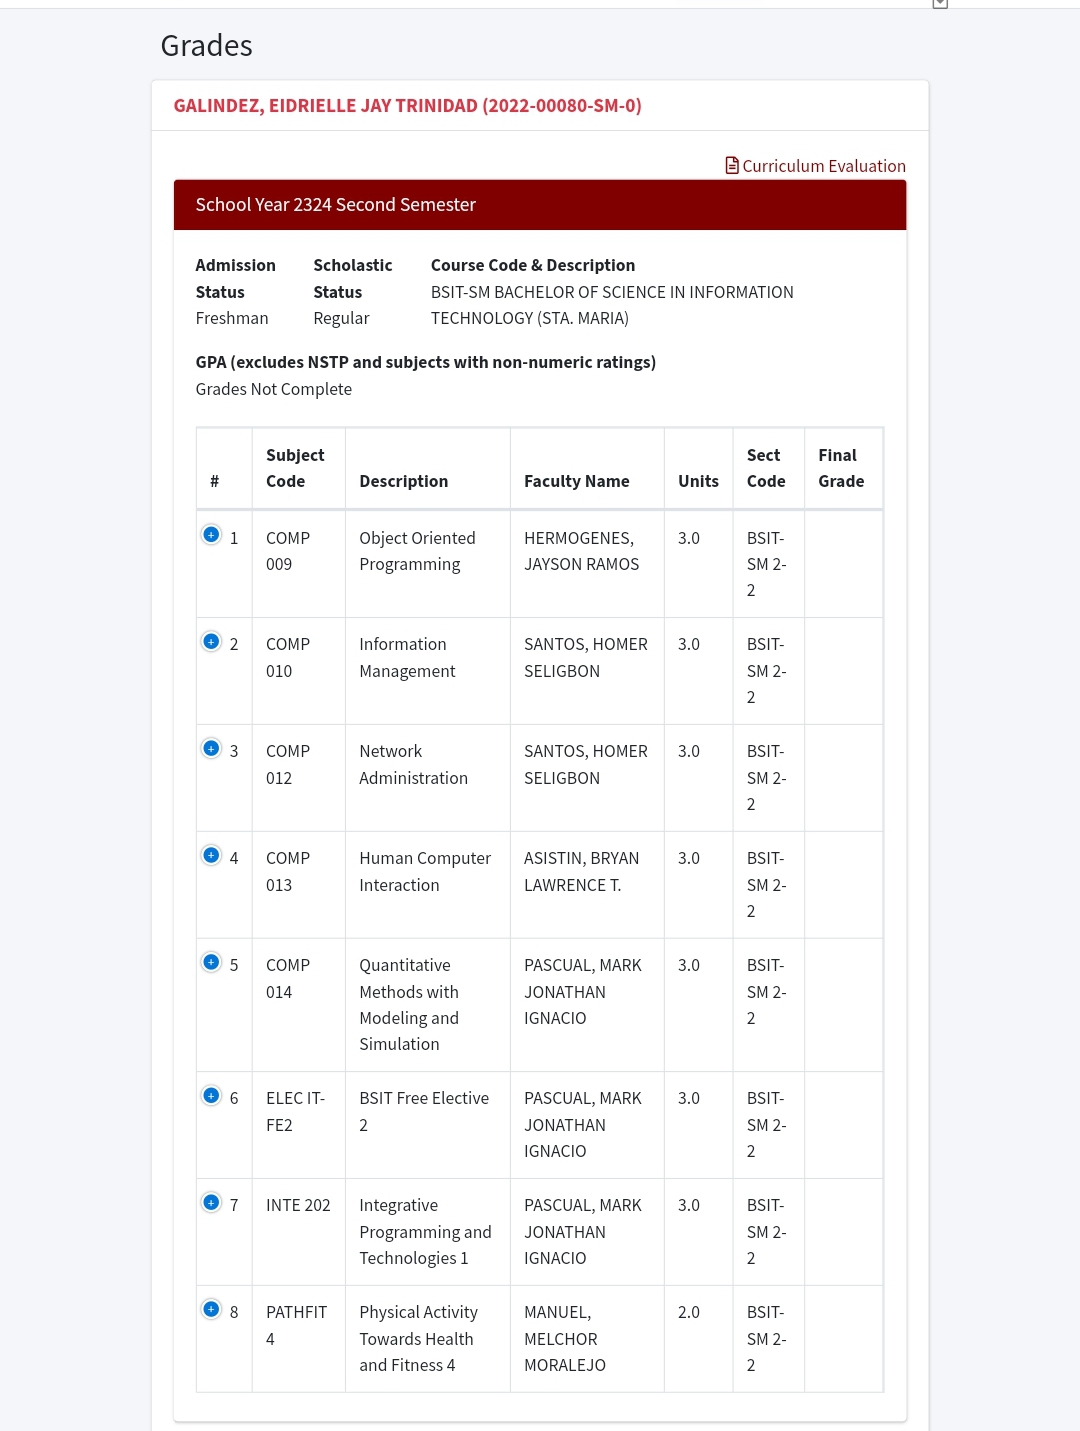 Grades
GALINDEZ, EIDRIELLE JAY TRINIDAD (2022-00080-SM-0)
Curriculum Evaluation
School Year 2324 Second Semester
Admission Status
Freshman
Scholastic Status
Regular
Course Code & Description
BSIT-SM BACHELOR OF SCIENCE IN INFORMATION
TECHNOLOGY (STA. MARIA)
GPA (excludes NSTP and subjects with non-numeric ratings)
Grades Not Complete
# Subject Code Description Faculty Name Units Sect Code Final Grade
1 COMP 009 Object Oriented Programming HERMOGENES, JAYSON RAMOS 3.0 BSIT-SM 2-2
2 COMP 010 Information Management SANTOS, HOMER SELIGBON 3.0 BSIT-SM 2-2
3 COMP 012 Network Administration SANTOS, HOMER SELIGBON 3.0 BSIT-SM 2-2
4 COMP 013 Human Computer Interaction ASISTIN, BRYAN LAWRENCE T. 3.0 BSIT-SM 2-2
5 COMP 014 Quantitative Methods with Modeling and Simulation PASCUAL, MARK JONATHAN IGNACIO 3.0 BSIT-SM 2-2
6 ELEC IT-FE2 BSIT Free Elective 2 PASCUAL, MARK JONATHAN IGNACIO 3.0 BSIT-SM 2-2
7 INTE 202 Integrative Programming and Technologies 1 PASCUAL, MARK JONATHAN IGNACIO 3.0 BSIT-SM 2-2
8 PATHFIT 4 Physical Activity Towards Health and Fitness 4 MANUEL, MELCHOR MORALEJO 2.0 BSIT-SM 2-2